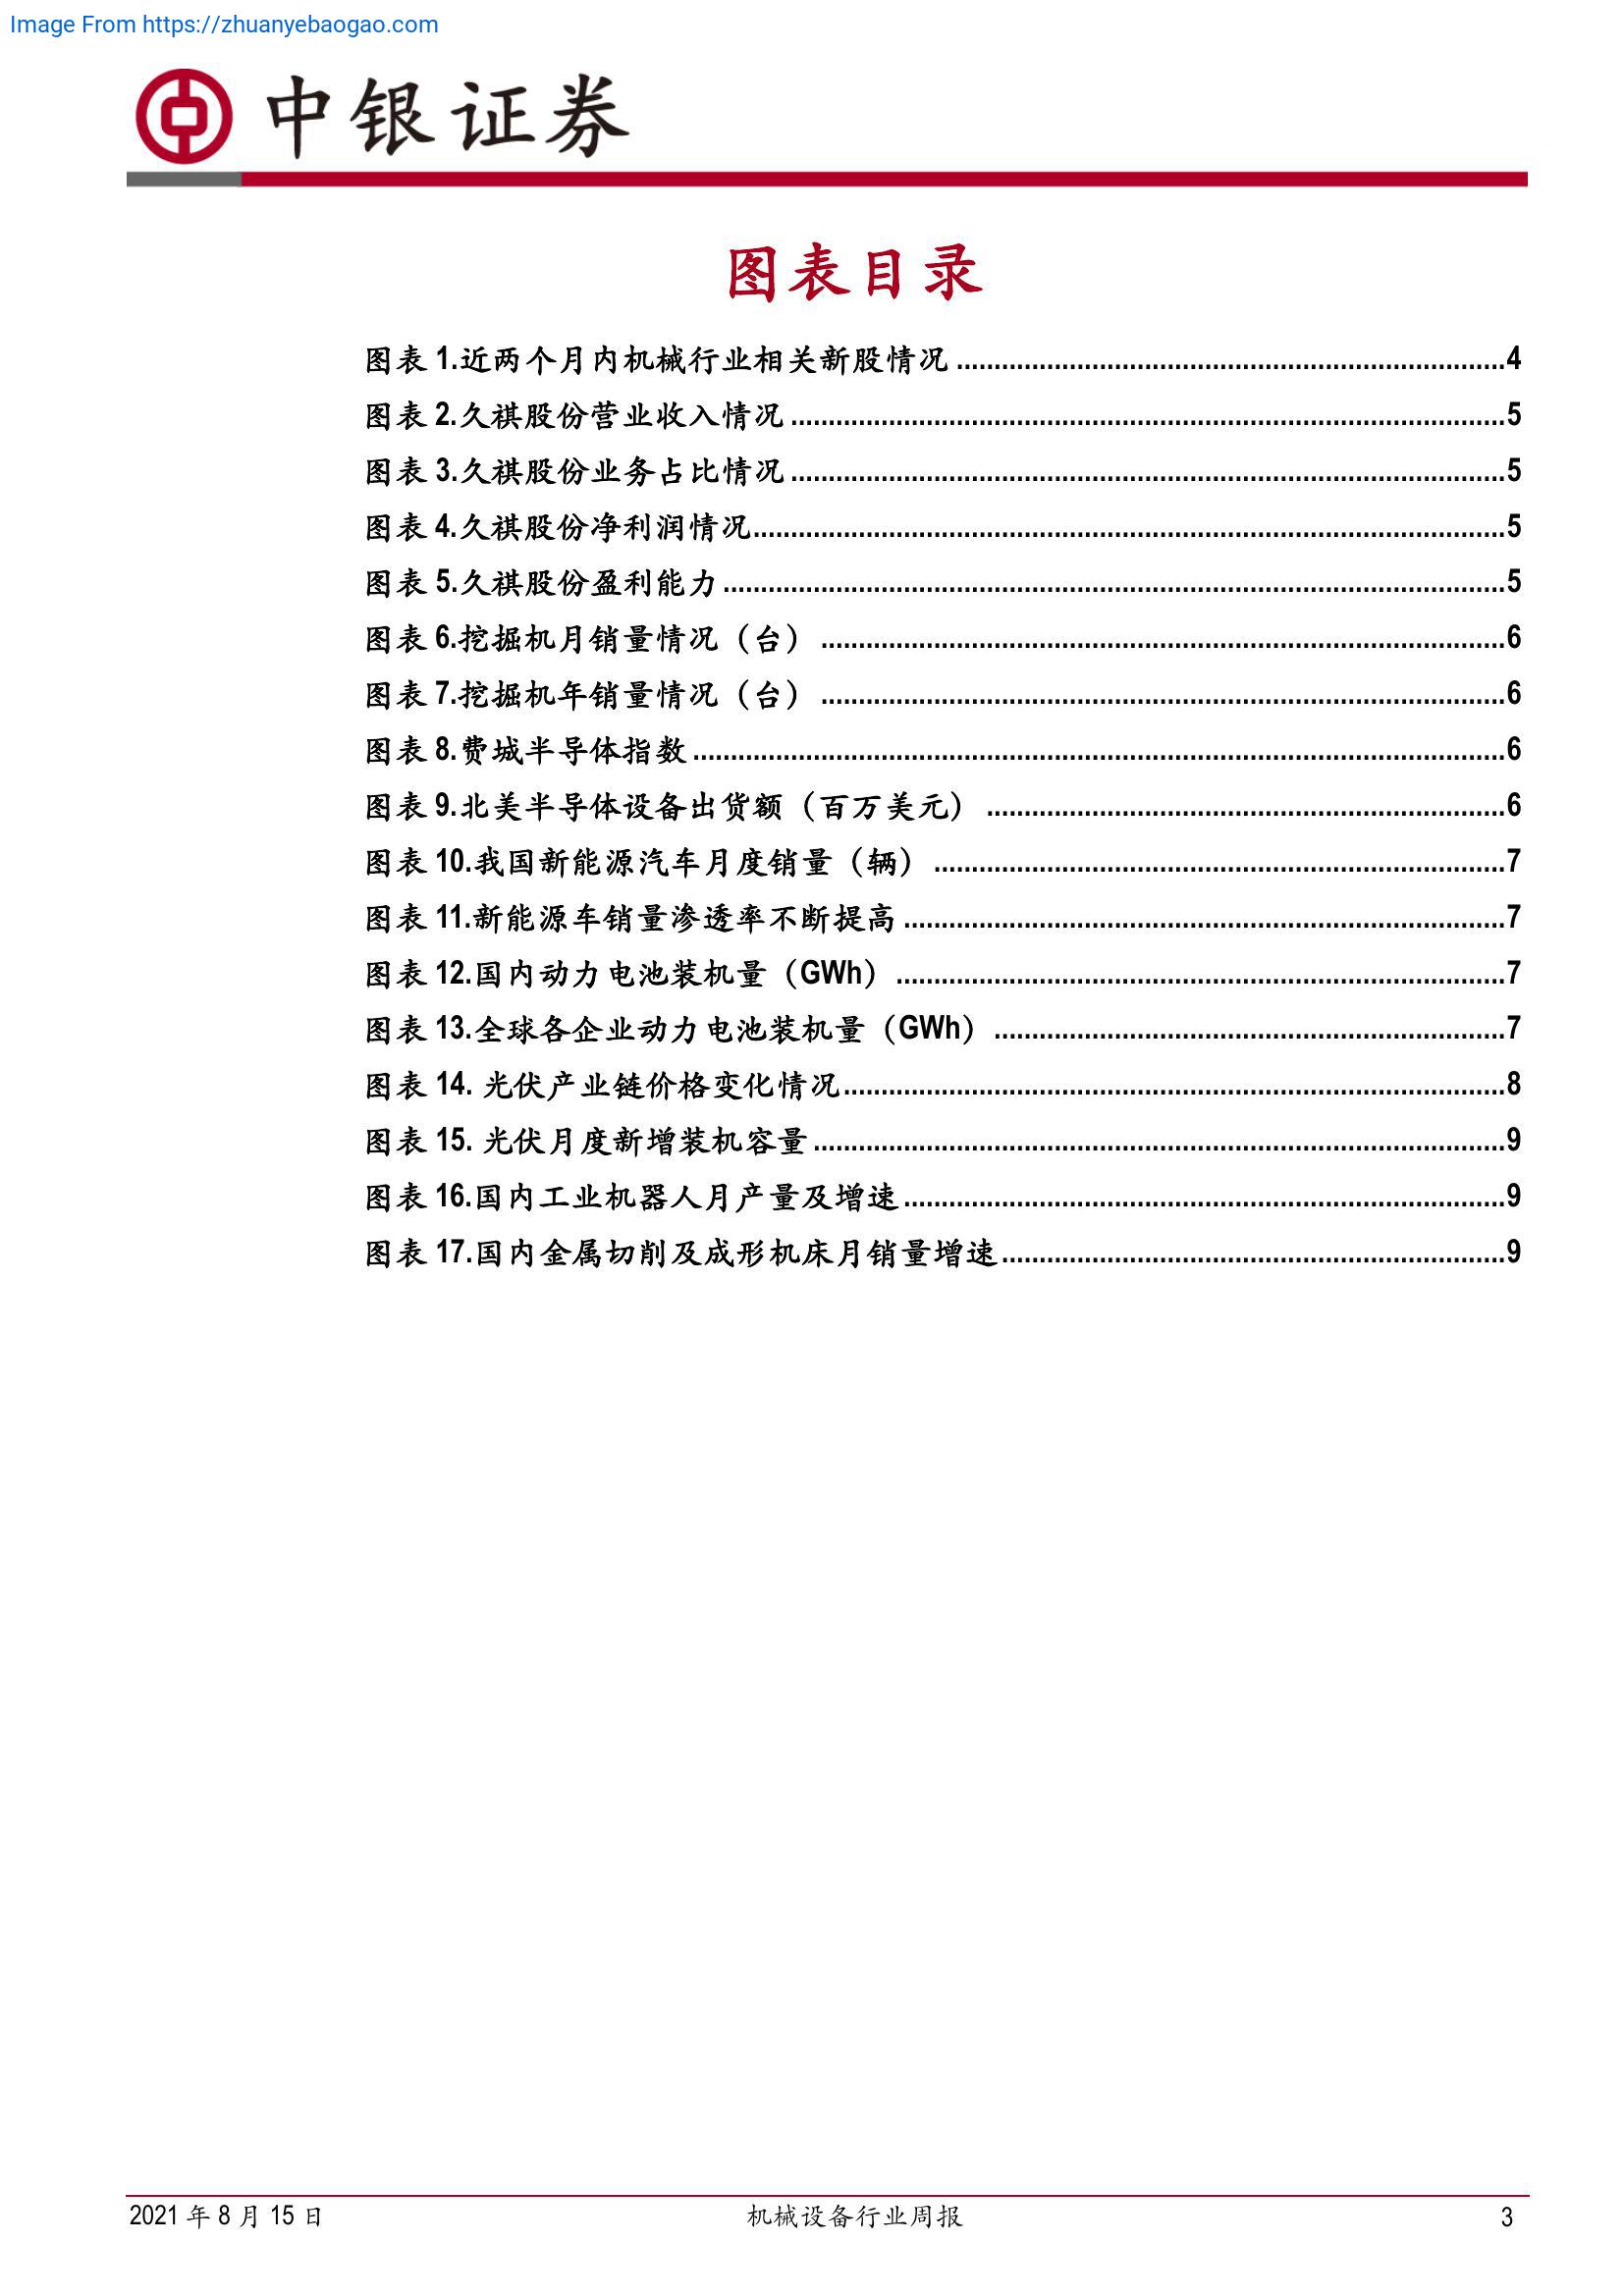 Image From https://zhuanyebaogao.com
中银证券
图表目录
图表 1.近两个月内机械行业相关新股情况 ........................................................................4
图表 2.久祺股份营业收入情况 ..............................................................................................5
图表 3.久祺股份业务占比情况 ..............................................................................................5
图表 4.久祺股份净利润情况...................................................................................................5
图表 5.久祺股份盈利能力 .......................................................................................................5
图表 6.挖掘机月销量情况（台） ..........................................................................................6
图表 7.挖掘机年销量情况（台） ..........................................................................................6
图表 8.费城半导体指数 ...........................................................................................................6
图表 9.北美半导体设备出货额（百万美元） ....................................................................6
图表 10.我国新能源汽车月度销量（辆） ...........................................................................7
图表 11.新能源车销量渗透率不断提高 ...............................................................................7
图表 12.国内动力电池装机量（GWh） ................................................................................7
图表 13.全球各企业动力电池装机量（GWh） ...................................................................7
图表 14. 光伏产业链价格变化情况.......................................................................................8
图表 15. 光伏月度新增装机容量 ...........................................................................................9
图表 16.国内工业机器人月产量及增速 ...............................................................................9
图表 17.国内金属切削及成形机床月销量增速..................................................................9
2021 年 8 月 15 日
机械设备行业周报
3